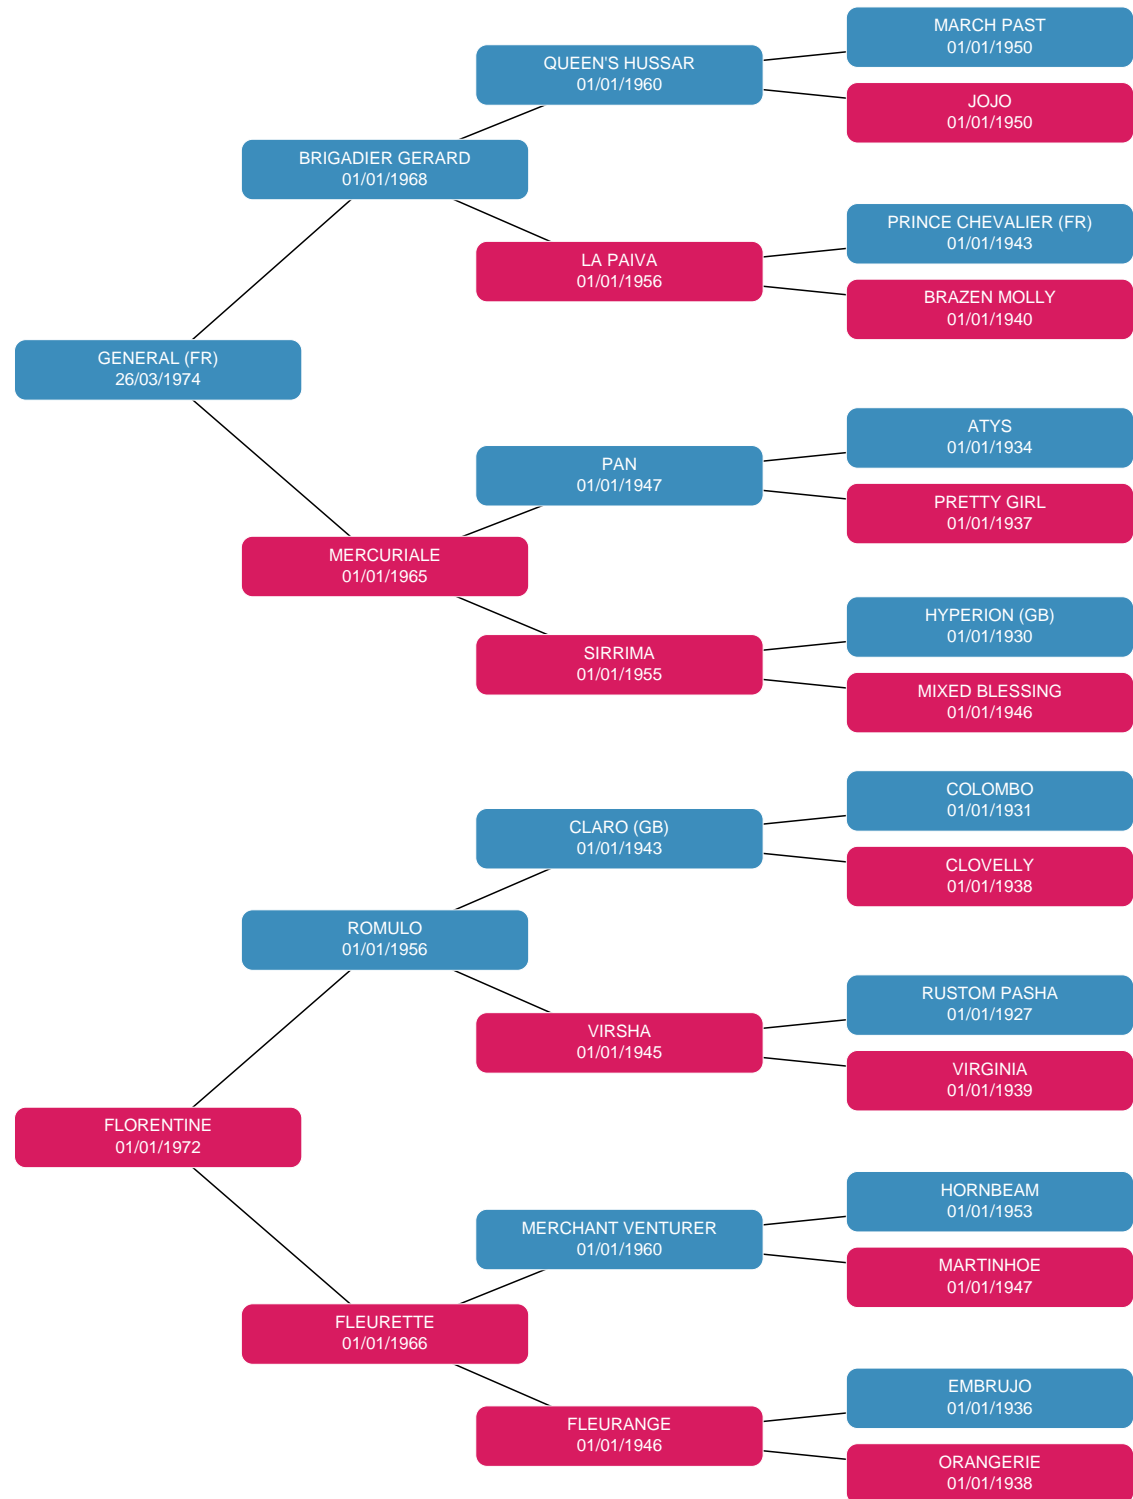 MARCH PAST
01/01/1950
QUEEN'S HUSSAR
01/01/1960
JOJO
01/01/1950
BRIGADIER GERARD
01/01/1968
PRINCE CHEVALIER (FR)
01/01/1943
LA PAIVA
01/01/1956
BRAZEN MOLLY
01/01/1940
GENERAL (FR)
26/03/1974
ATYS
01/01/1934
PAN
01/01/1947
PRETTY GIRL
01/01/1937
MERCURIALE
01/01/1965
HYPERION (GB)
01/01/1930
SIRRIMA
01/01/1955
MIXED BLESSING
01/01/1946
COLOMBO
01/01/1931
CLARO (GB)
01/01/1943
CLOVELLY
01/01/1938
ROMULO
01/01/1956
RUSTOM PASHA
01/01/1927
VIRSHA
01/01/1945
VIRGINIA
01/01/1939
FLORENTINE
01/01/1972
HORNBEAM
01/01/1953
MERCHANT VENTURER
01/01/1960
MARTINHOE
01/01/1947
FLEURETTE
01/01/1966
EMBRUJO
01/01/1936
FLEURANGE
01/01/1946
ORANGERIE
01/01/1938